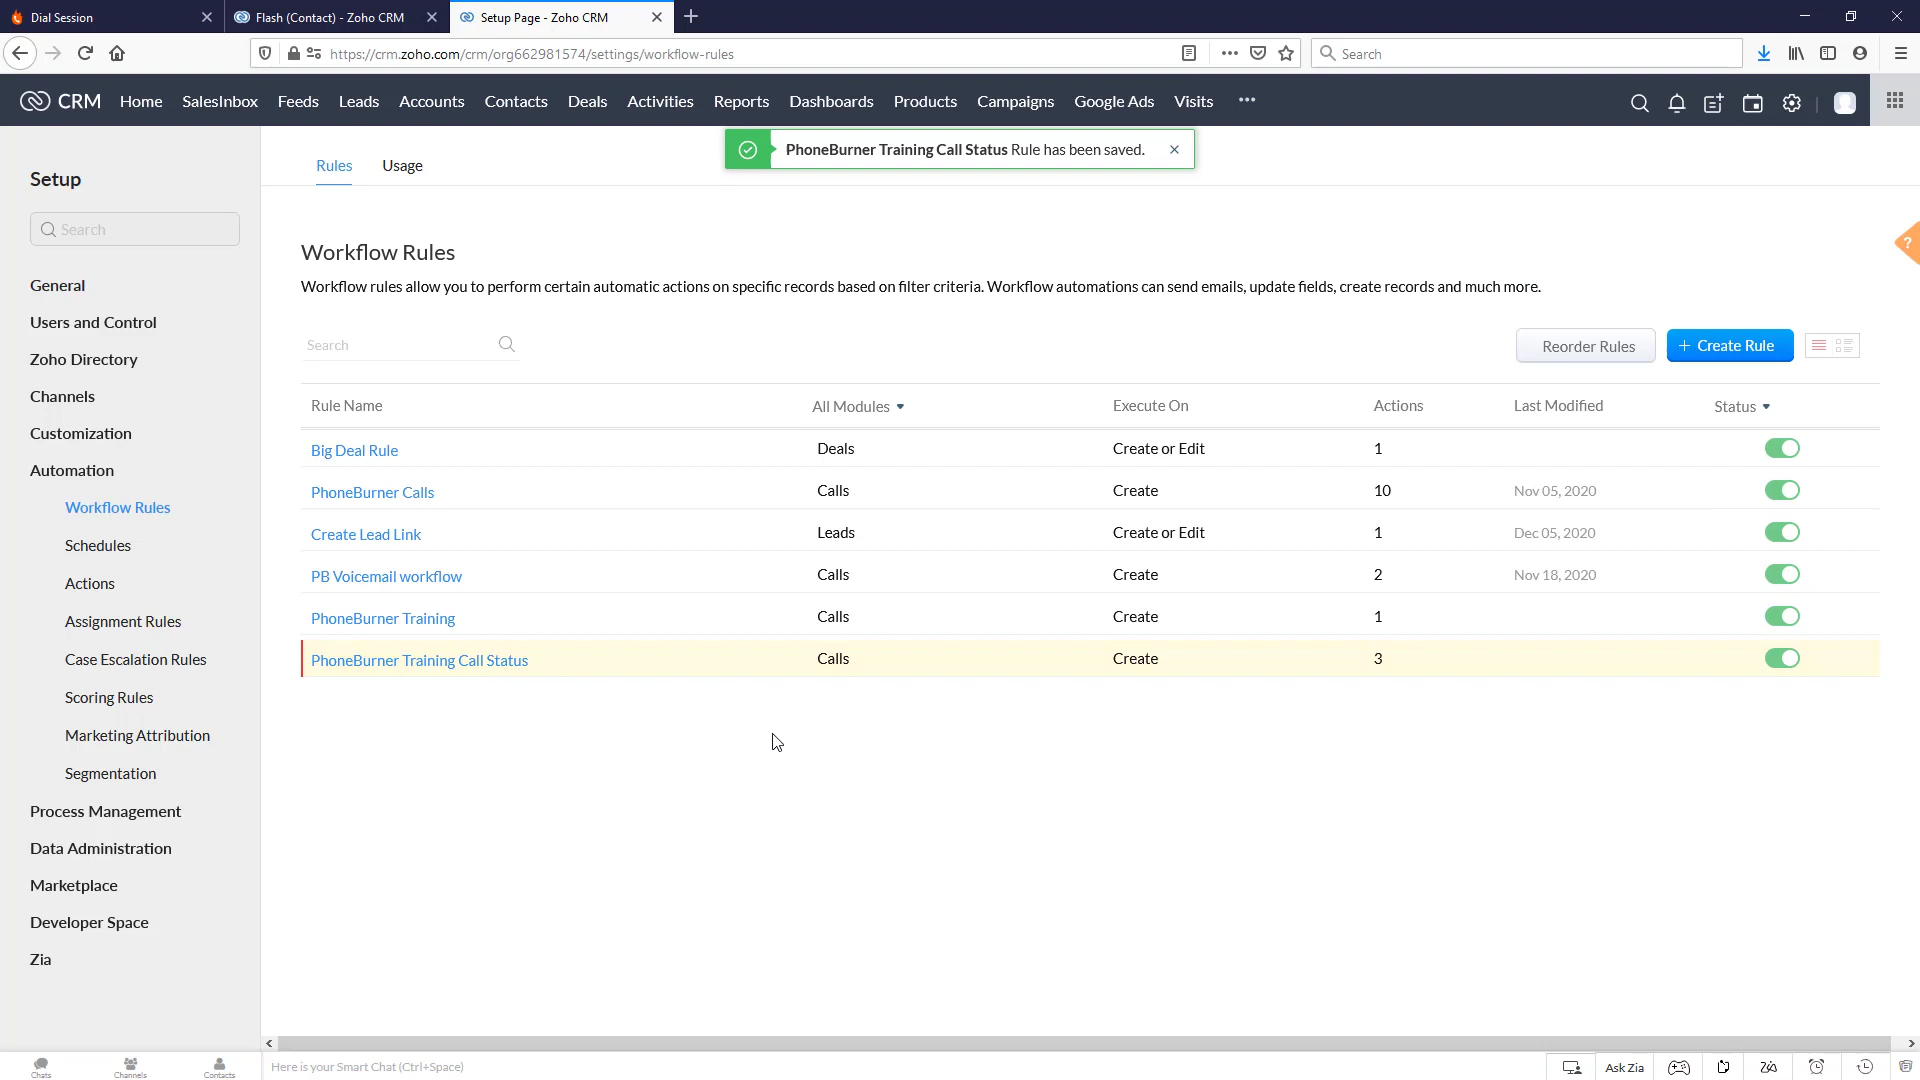 Dial Session
Flash (Contact) - Zoho CRM
Setup Page - Zoho CRM
https://crm.zoho.com/crm/org662981574/settings/workflow-rules
Search
CRM Home SalesInbox Feeds Leads Accounts Contacts Deals Activities Reports Dashboards Products Campaigns Google Ads Visits
PhoneBurner Training Call Status Rule has been saved.
Rules Usage
Setup
Search
General
Users and Control
Zoho Directory
Channels
Customization
Automation
Workflow Rules
Schedules
Actions
Assignment Rules
Case Escalation Rules
Scoring Rules
Marketing Attribution
Segmentation
Process Management
Data Administration
Marketplace
Developer Space
Zia
?
Workflow Rules
Workflow rules allow you to perform certain automatic actions on specific records based on filter criteria. Workflow automations can send emails, update fields, create records and much more.
Search
Reorder Rules + Create Rule
Rule Name All Modules Execute On Actions Last Modified Status
Big Deal Rule Deals Create or Edit 1
PhoneBurner Calls Calls Create 10 Nov 05, 2020
Create Lead Link Leads Create or Edit 1 Dec 05, 2020
PB Voicemail workflow Calls Create 2 Nov 18, 2020
PhoneBurner Training Calls Create 1
PhoneBurner Training Call Status Calls Create 3
Chats Channels Contacts
Here is your Smart Chat (Ctrl+Space)
Ask Zia